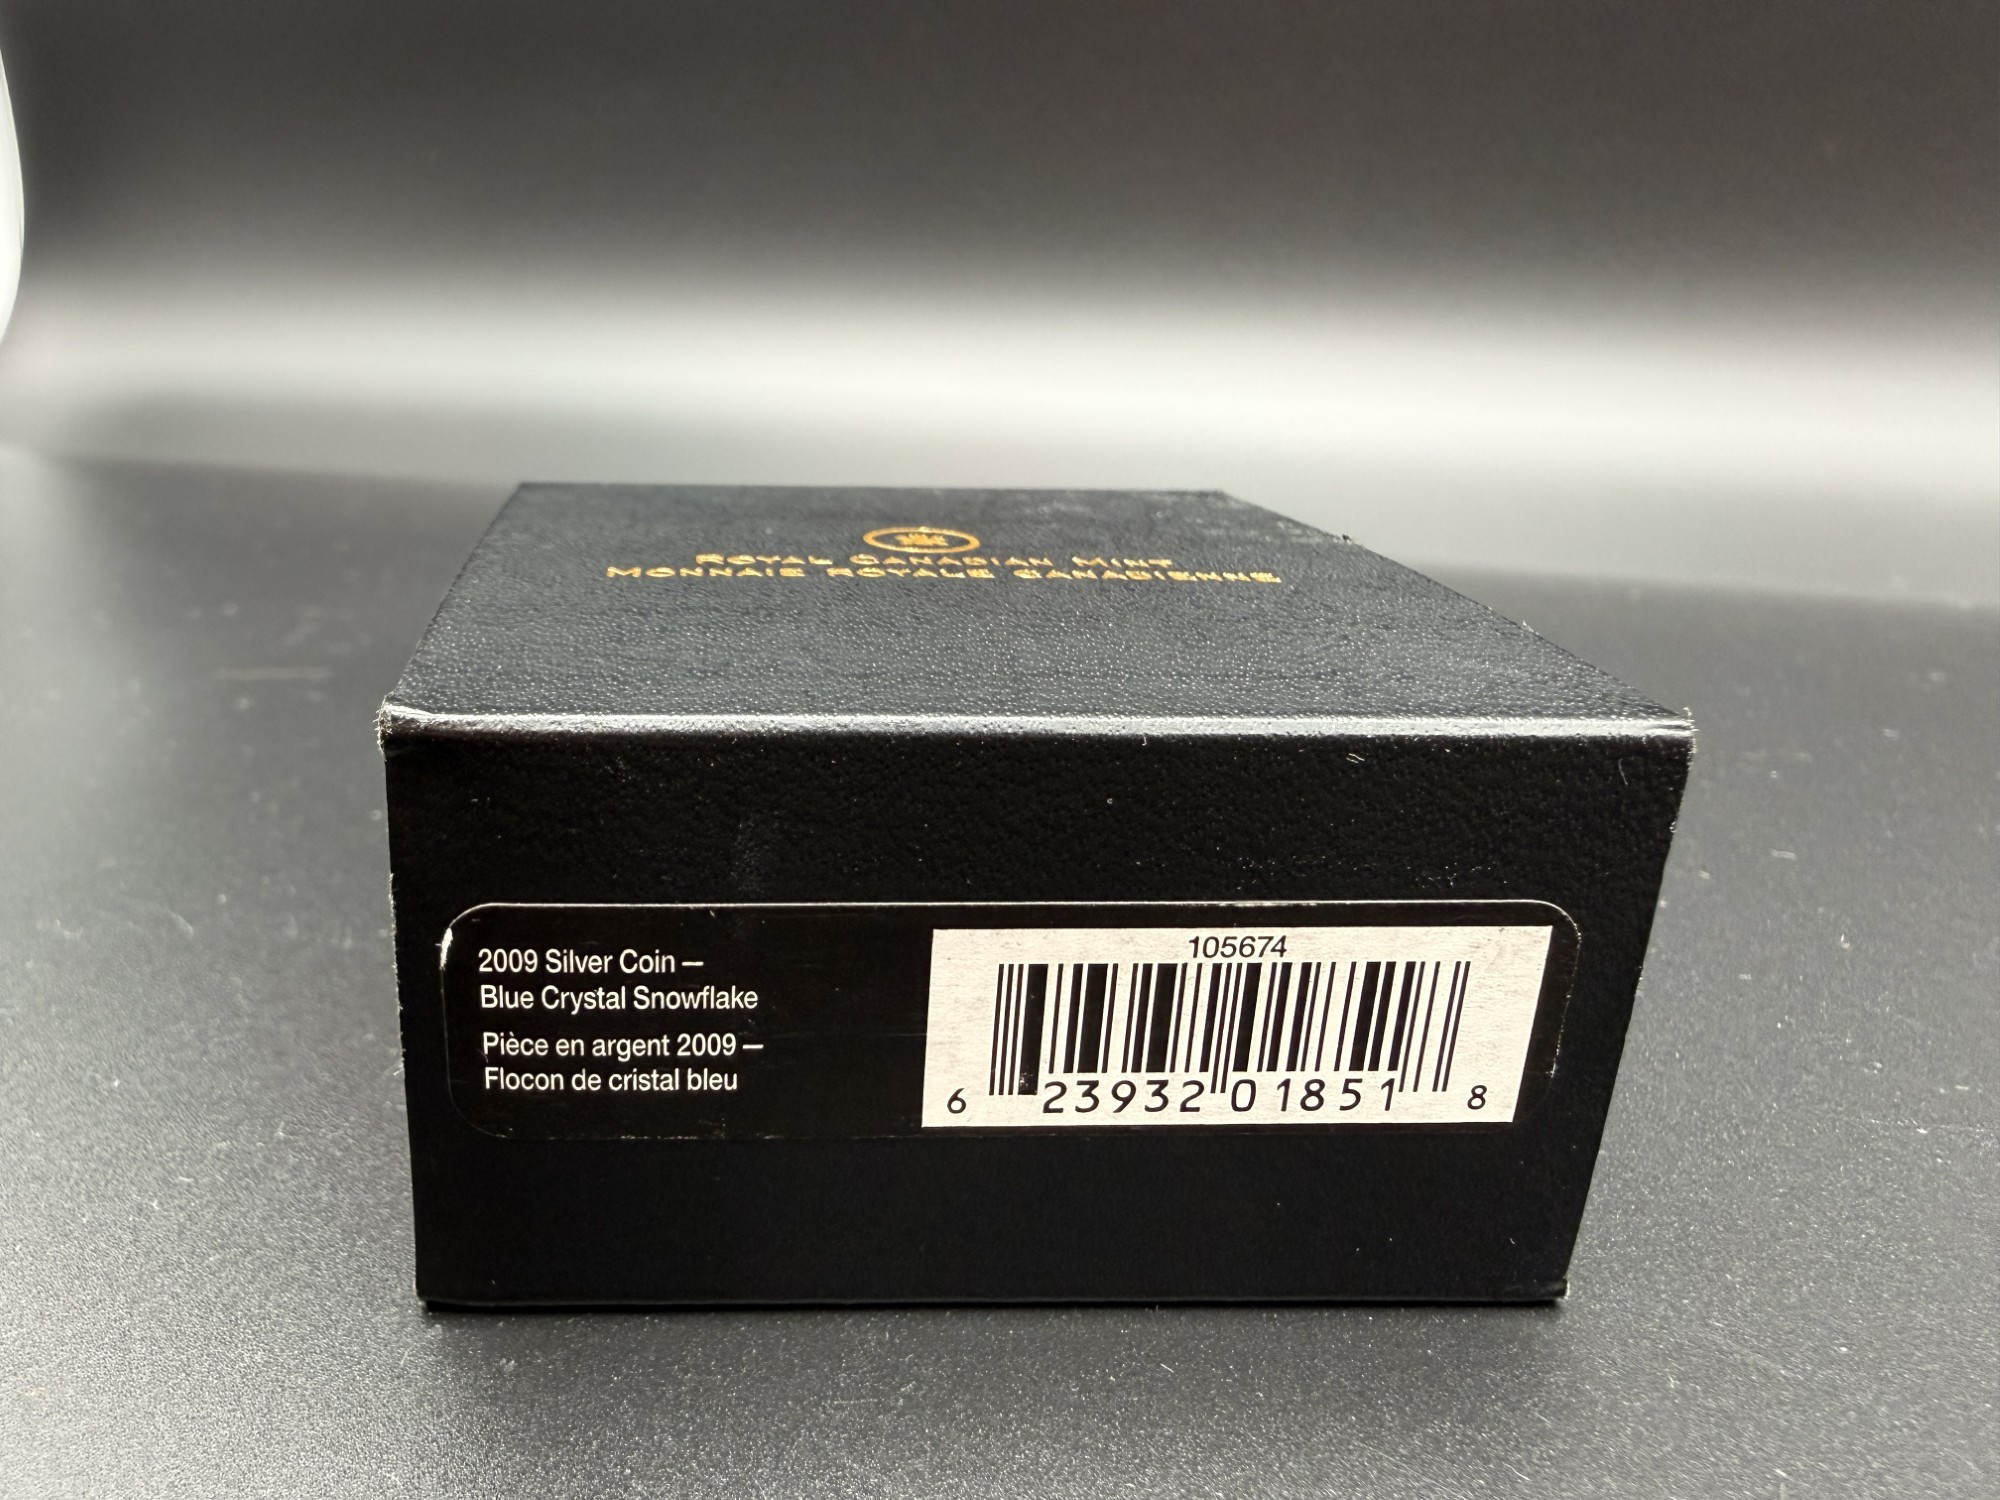 ROYAL CANADIAN MINT
MONNAIE ROYALE CANADIENNE
2009 Silver Coin –
Blue Crystal Snowflake
Pièce en argent 2009 –
Flocon de cristal bleu
105674
6 23932 01851 8